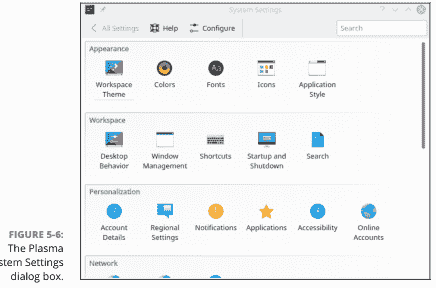 System Settings
All Settings Help Configure Search
Appearance
Workspace Theme
Colors
Fonts
Icons
Application Style
Workspace
Desktop Behavior
Window Management
Shortcuts
Startup and Shutdown
Search
Personalization
Account Details
Regional Settings
Notifications
Applications
Accessibility
Online Accounts
Network
FIGURE 5-6:
The Plasma
stem Settings
dialog box.